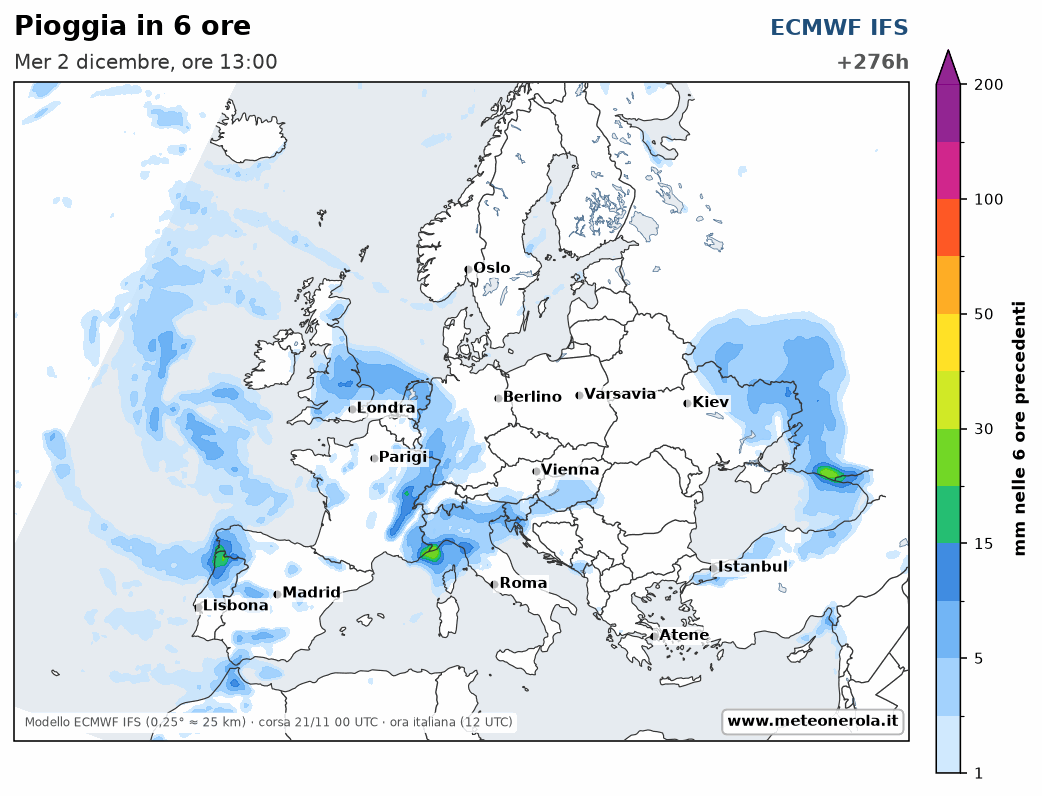 Pioggia in 6 ore
ECMWF IFS
Mer 2 dicembre, ore 13:00
+276h
200
100
50
30
15
5
1
mm nelle 6 ore precedenti
Oslo
Berlino
Varsavia
Kiev
Londra
Parigi
Vienna
Istanbul
Roma
Madrid
Lisbona
Atene
Modello ECMWF IFS (0,25° ≈ 25 km) · corsa 21/11 00 UTC · ora italiana (12 UTC)
www.meteonerola.it